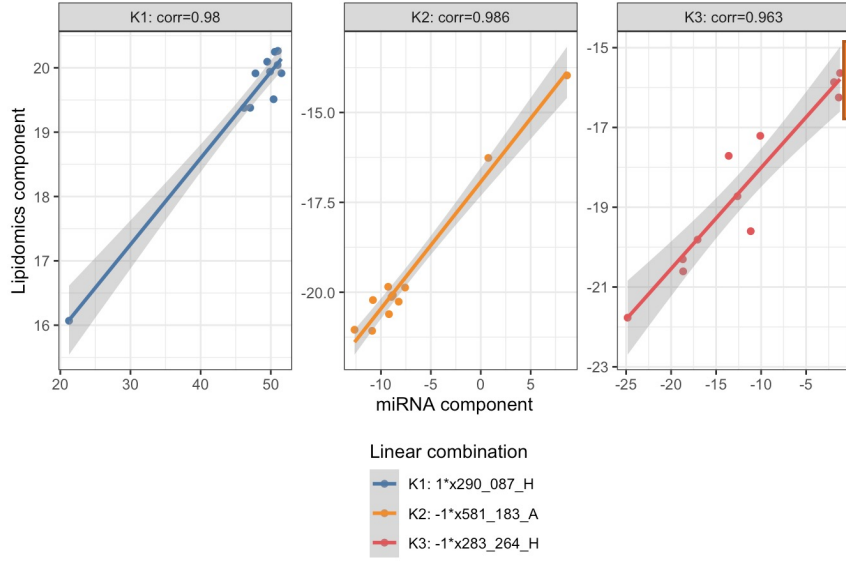 K1: corr=0.98
K2: corr=0.986
K3: corr=0.963
Lipidomics component
20
19
18
17
16
-15.0
-17.5
-20.0
-15
-17
-19
-21
-23
20 30 40 50
-10 -5 0 5
-25 -20 -15 -10 -5
miRNA component
Linear combination
K1: 1*x290_087_H
K2: -1*x581_183_A
K3: -1*x283_264_H